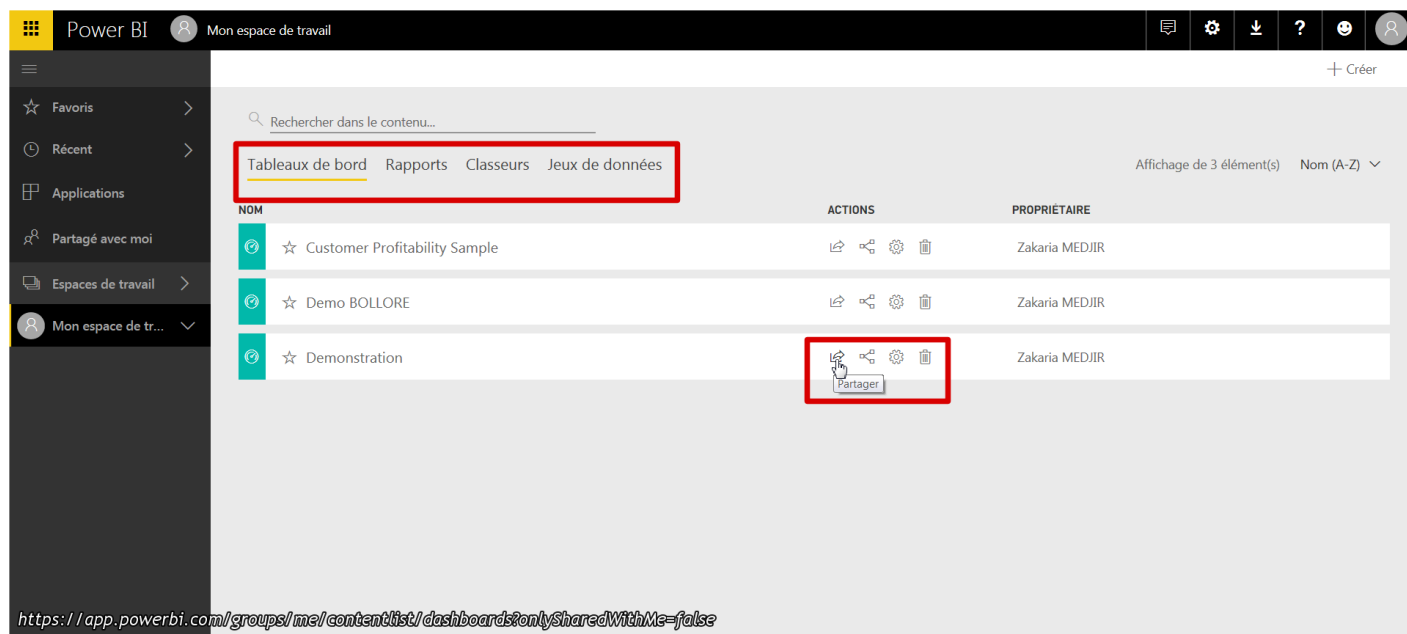 Power BI Mon espace de travail
Créer
Favoris
Récent
Applications
Partagé avec moi
Espaces de travail
Mon espace de tr...
Rechercher dans le contenu...
Tableaux de bord Rapports Classeurs Jeux de données
Affichage de 3 élément(s) Nom (A-Z)
NOM ACTIONS PROPRIÉTAIRE
Customer Profitability Sample Zakaria MEDJIR
Demo BOLLORE Zakaria MEDJIR
Demonstration Zakaria MEDJIR
Partager
https://app.powerbi.com/groups/me/contentlist/dashboards?onlySharedWithMe=false